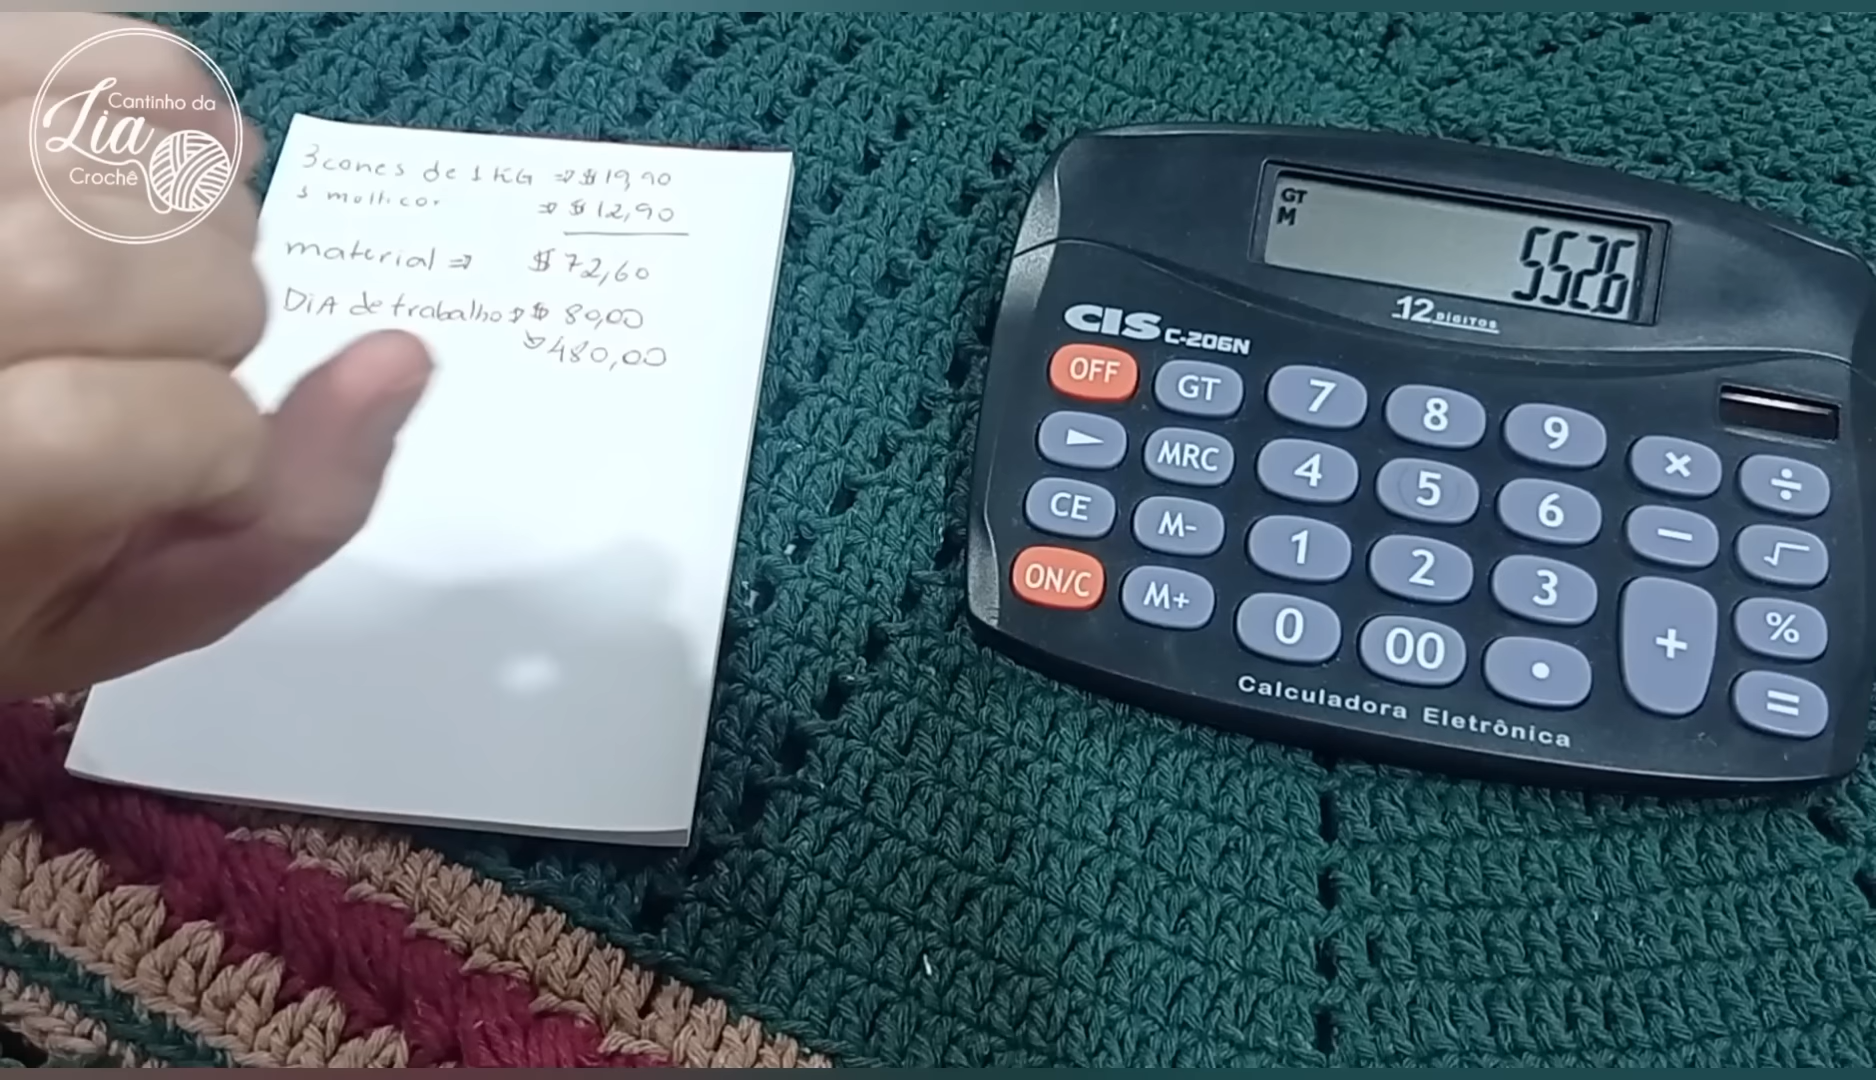 Cantinho da
Lia
Crochê
3 cones de 1 KG ⇒ $ 19,90
1 multicor ⇒ $ 12,90
material ⇒ $ 72,60
DIA de trabalho ⇒ $ 80,00
480,00
GT
M
5526
12 DÍGITOS
CIS C-206N
OFF GT 7 8 9
MRC 4 5 6 × ÷
CE M- 1 2 3 − √
ON/C M+ 0 00 • + %
=
Calculadora Eletrônica